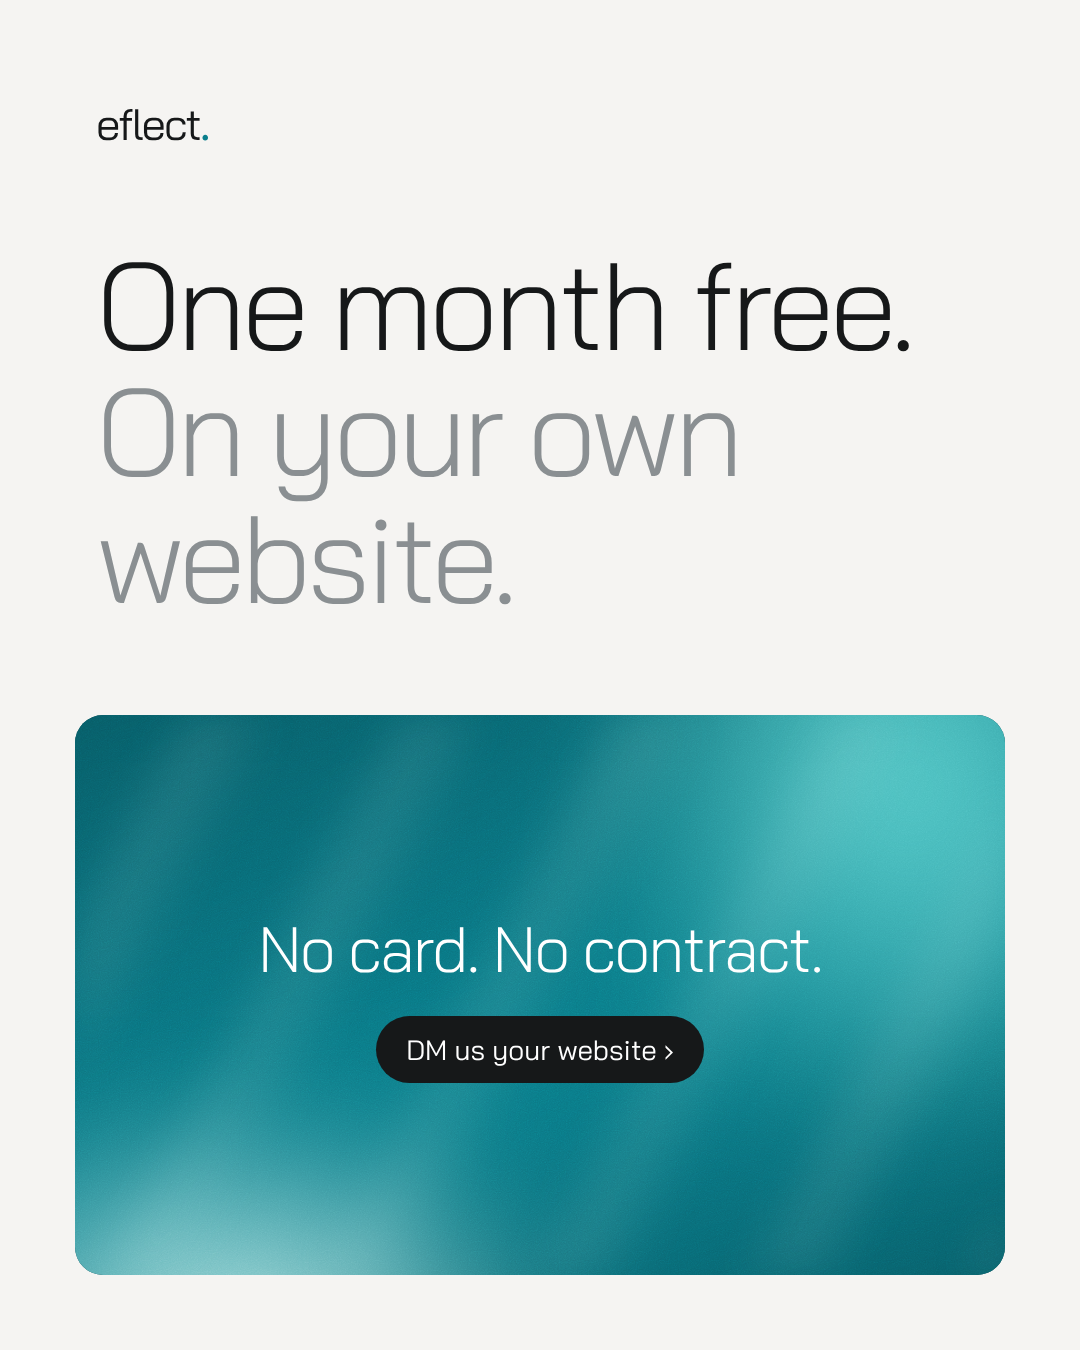 eflect.
One month free.
On your own
website.
No card. No contract.
DM us your website ›